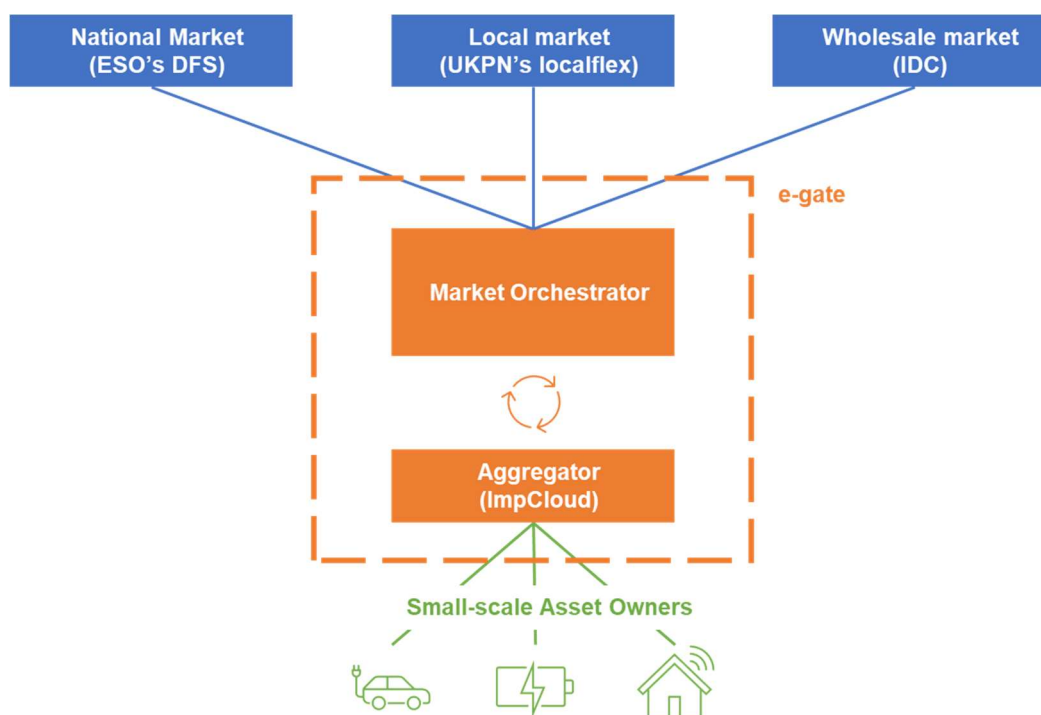 National Market
(ESO's DFS)
Local market
(UKPN's localflex)
Wholesale market
(IDC)
e-gate
Market Orchestrator
Aggregator
(ImpCloud)
Small-scale Asset Owners